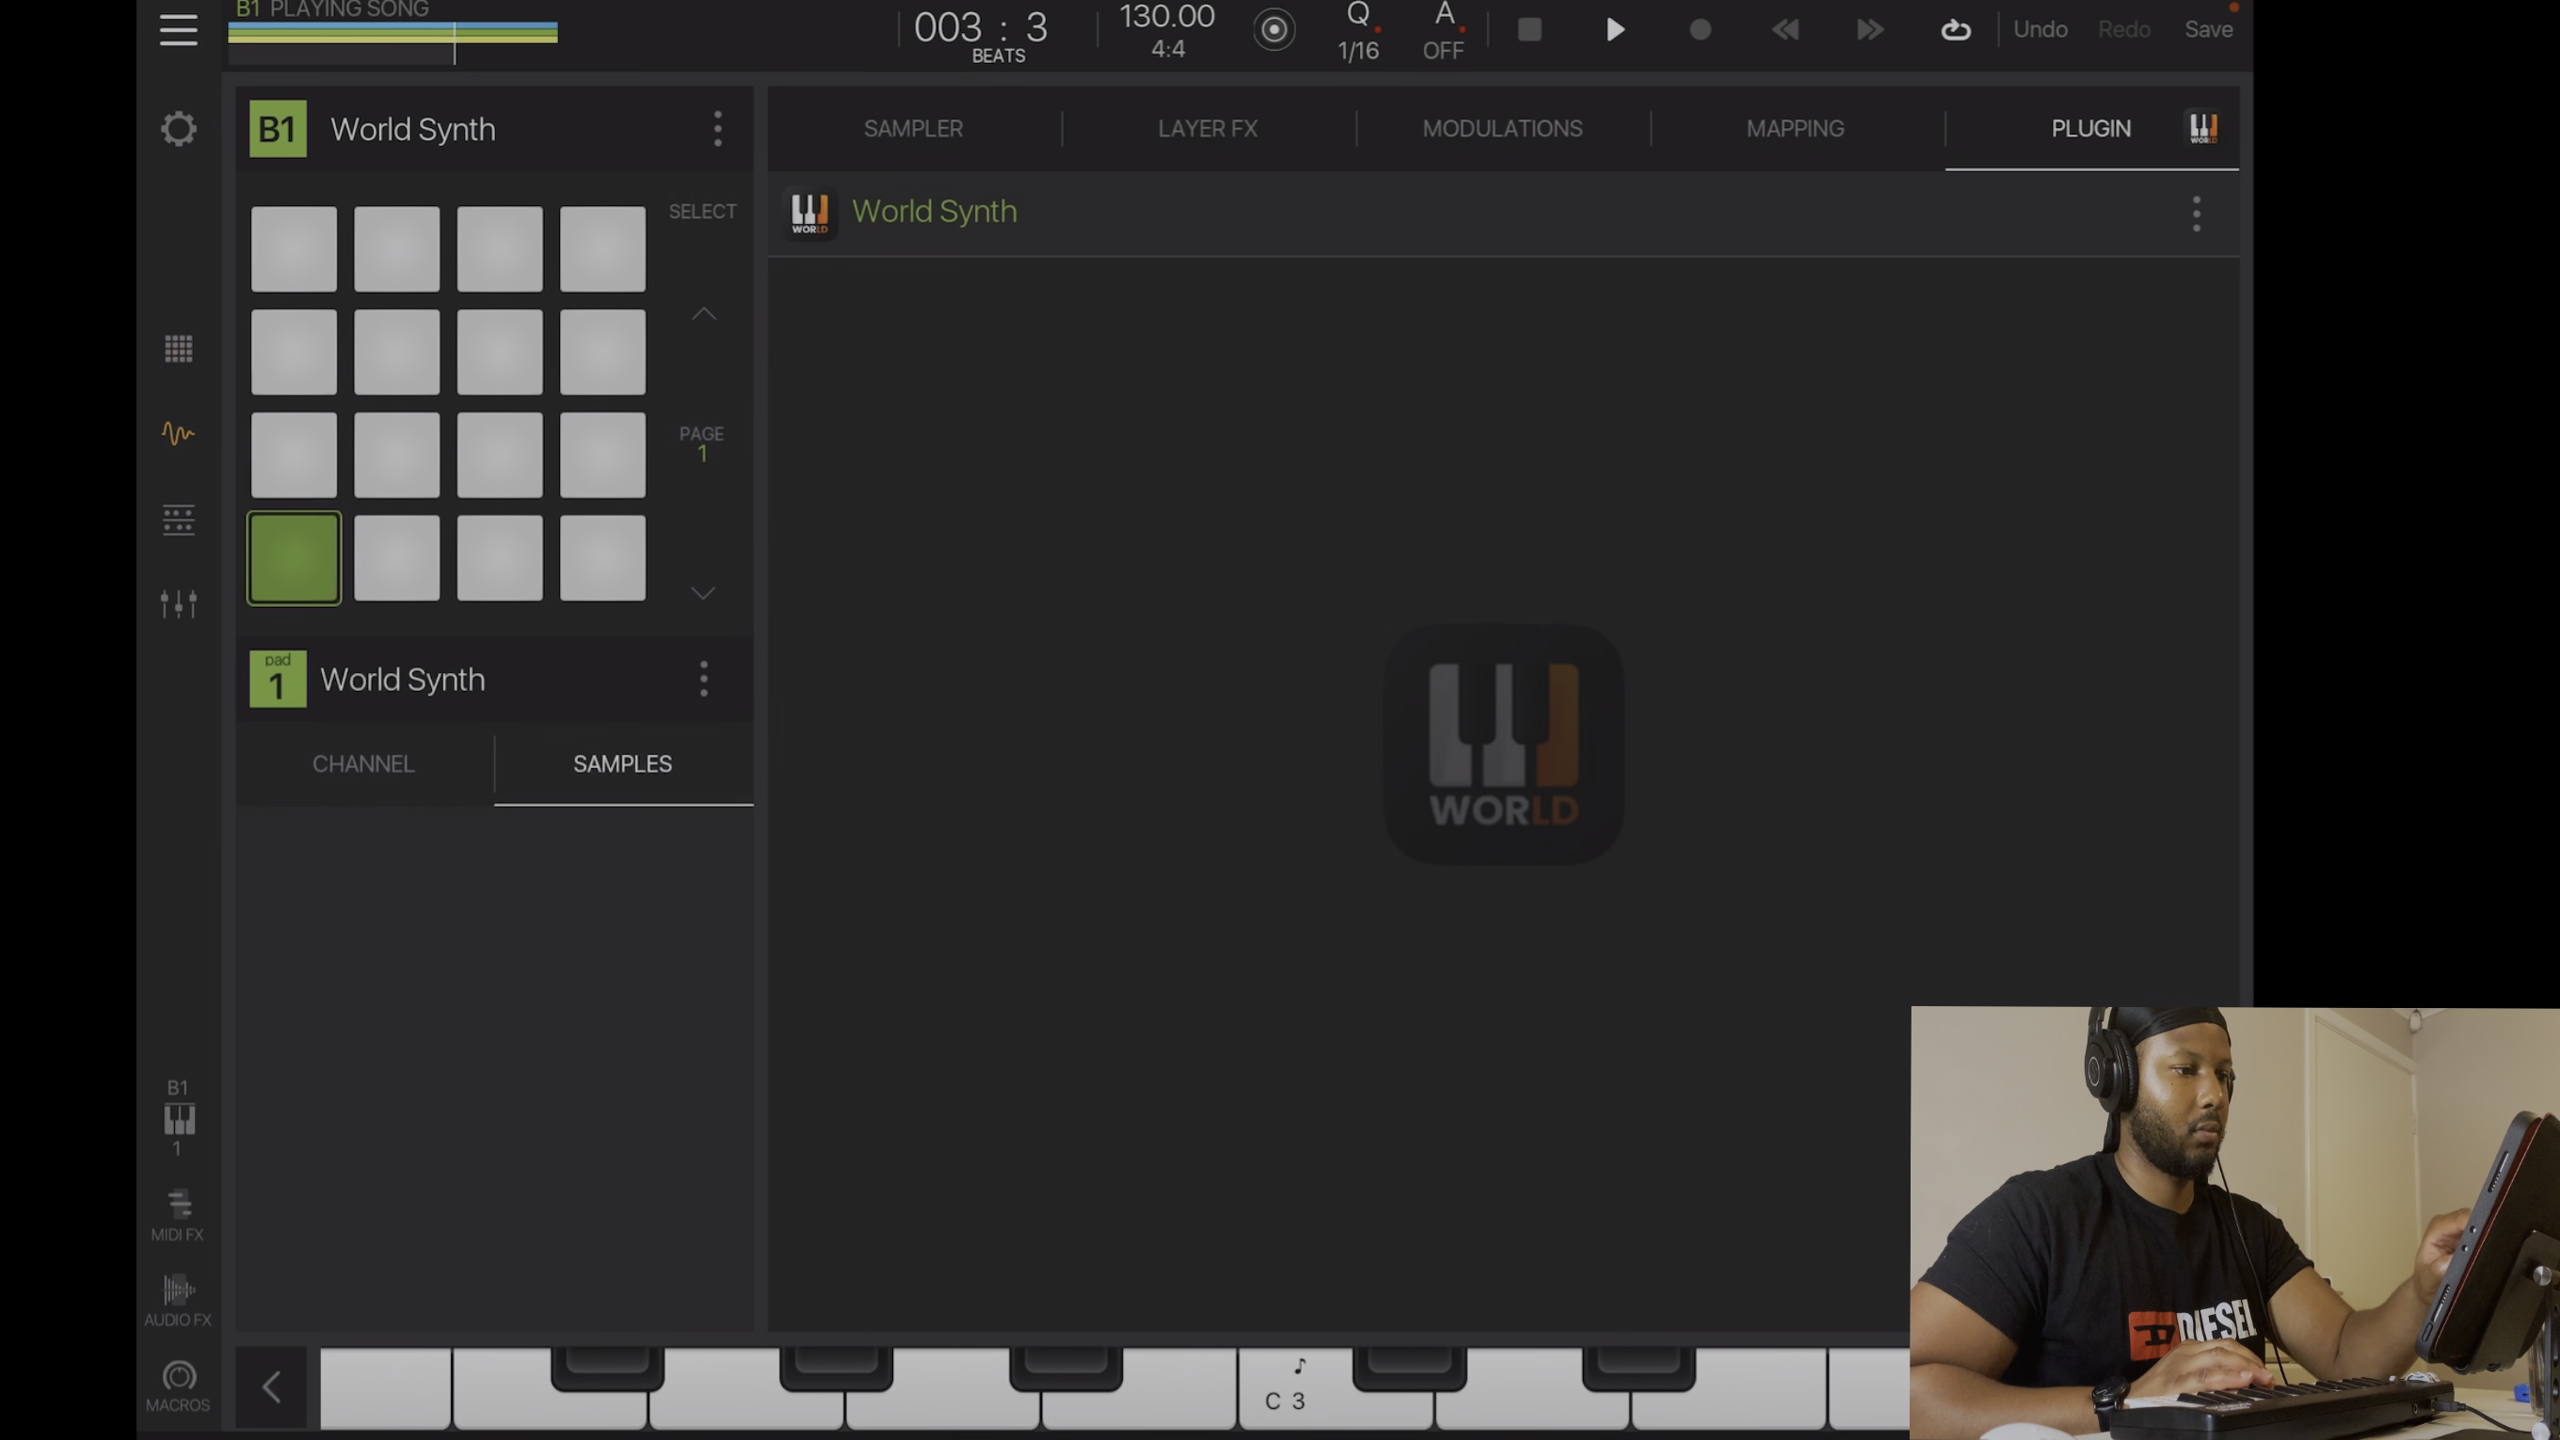 B1 PLAYING SONG
003 : 3
BEATS
130.00
4:4
Q
1/16
A
OFF
Undo
Redo
Save
B1
World Synth
SELECT
PAGE
1
pad
1
World Synth
CHANNEL
SAMPLES
SAMPLER
LAYER FX
MODULATIONS
MAPPING
PLUGIN
WORLD
WORLD
World Synth
WORLD
B1
1
MIDI FX
AUDIO FX
MACROS
C 3
DIESEL